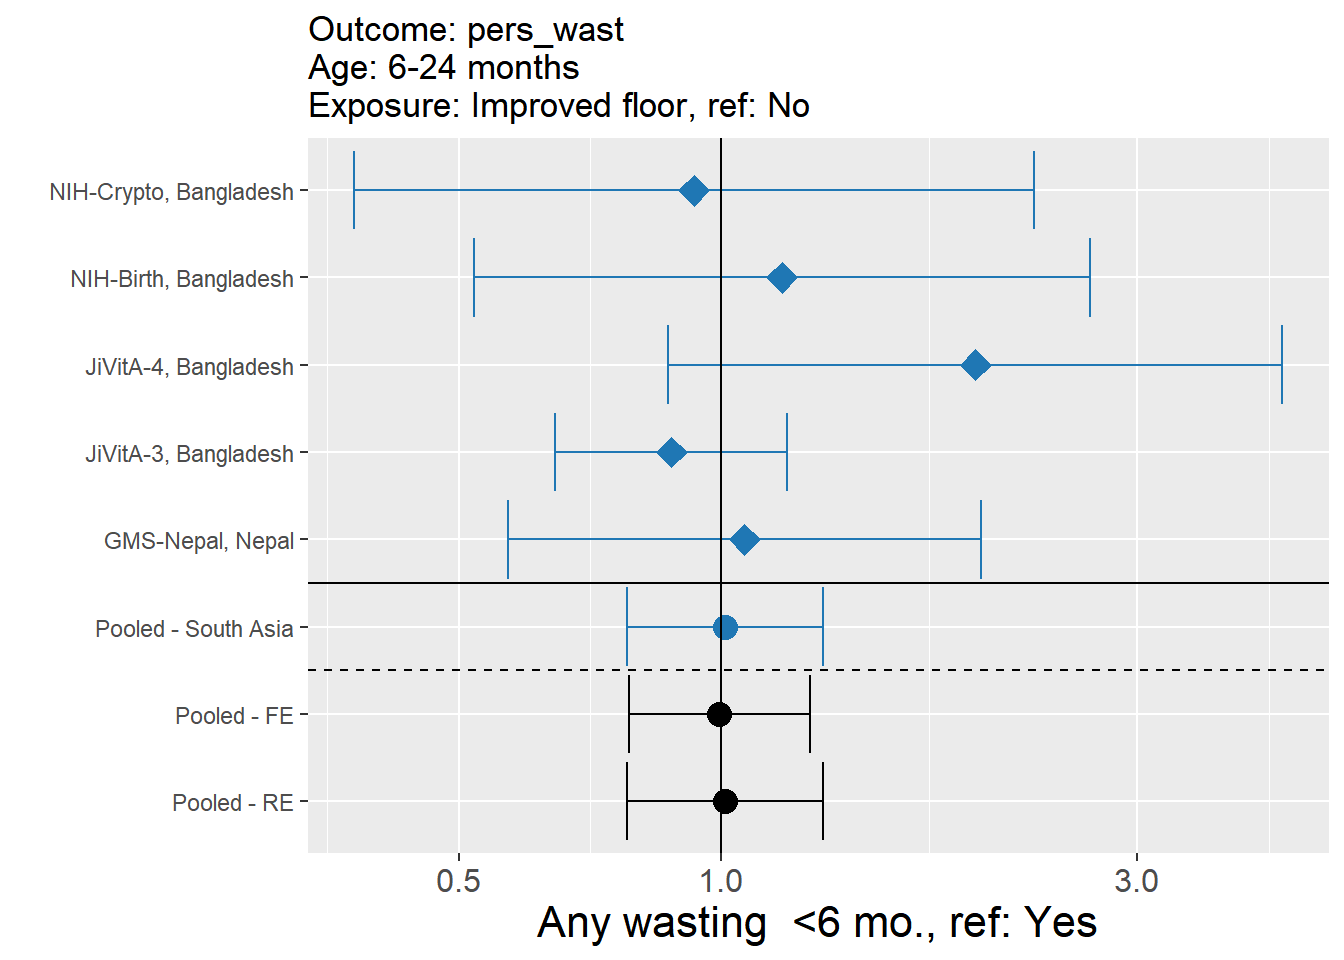 Outcome: pers_wast
Age: 6-24 months
Exposure: Improved floor, ref: No
NIH-Crypto, Bangladesh
NIH-Birth, Bangladesh
JiVitA-4, Bangladesh
JiVitA-3, Bangladesh
GMS-Nepal, Nepal
Pooled - South Asia
Pooled - FE
Pooled - RE
0.5 1.0 3.0
Any wasting  <6 mo., ref: Yes